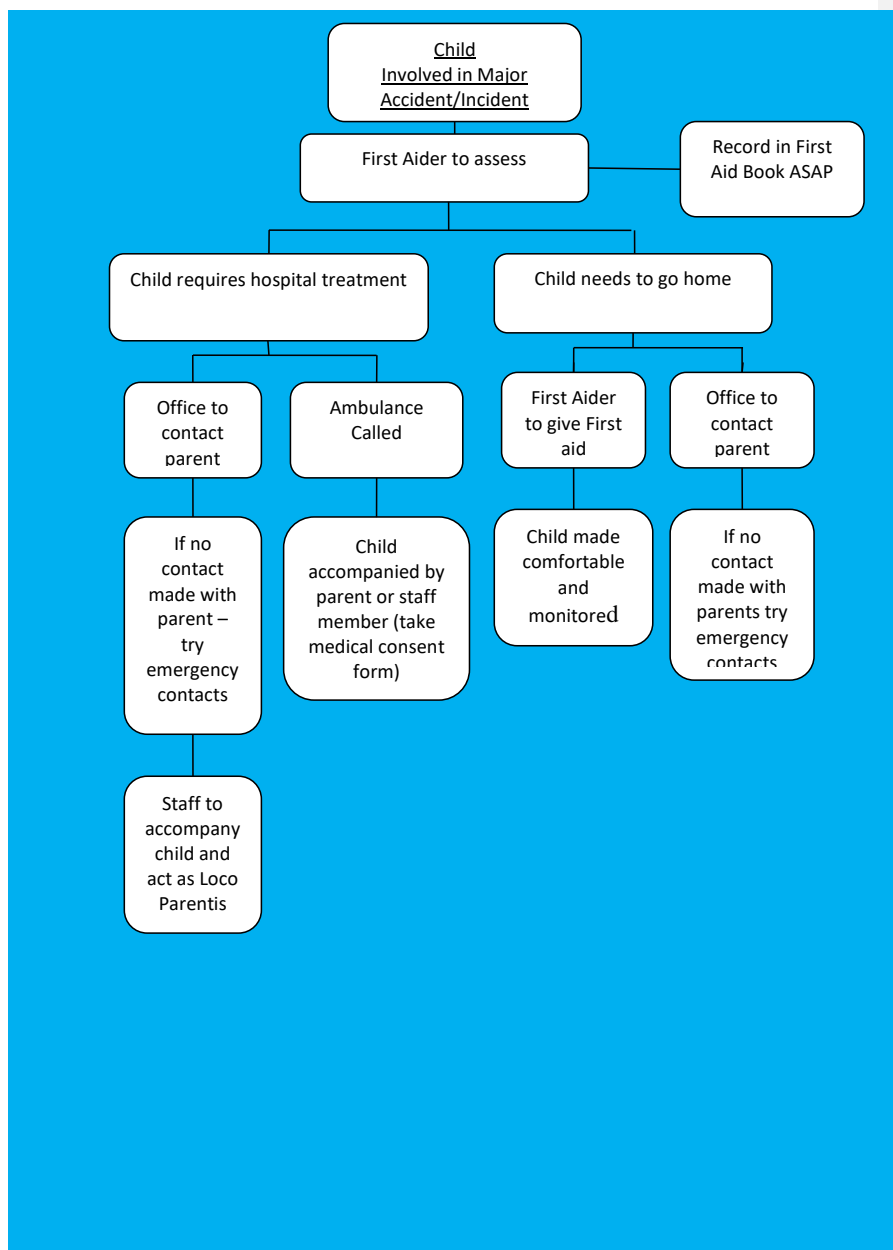 Child
Involved in Major
Accident/Incident
First Aider to assess
Record in First
Aid Book ASAP
Child requires hospital treatment
Child needs to go home
Office to
contact
parent
Ambulance
Called
First Aider
to give First
aid
Office to
contact
parent
If no
contact
made with
parent –
try
emergency
contacts
Child
accompanied by
parent or staff
member (take
medical consent
form)
Child made
comfortable
and
monitored
If no
contact
made with
parents try
emergency
contacts
Staff to
accompany
child and
act as Loco
Parentis